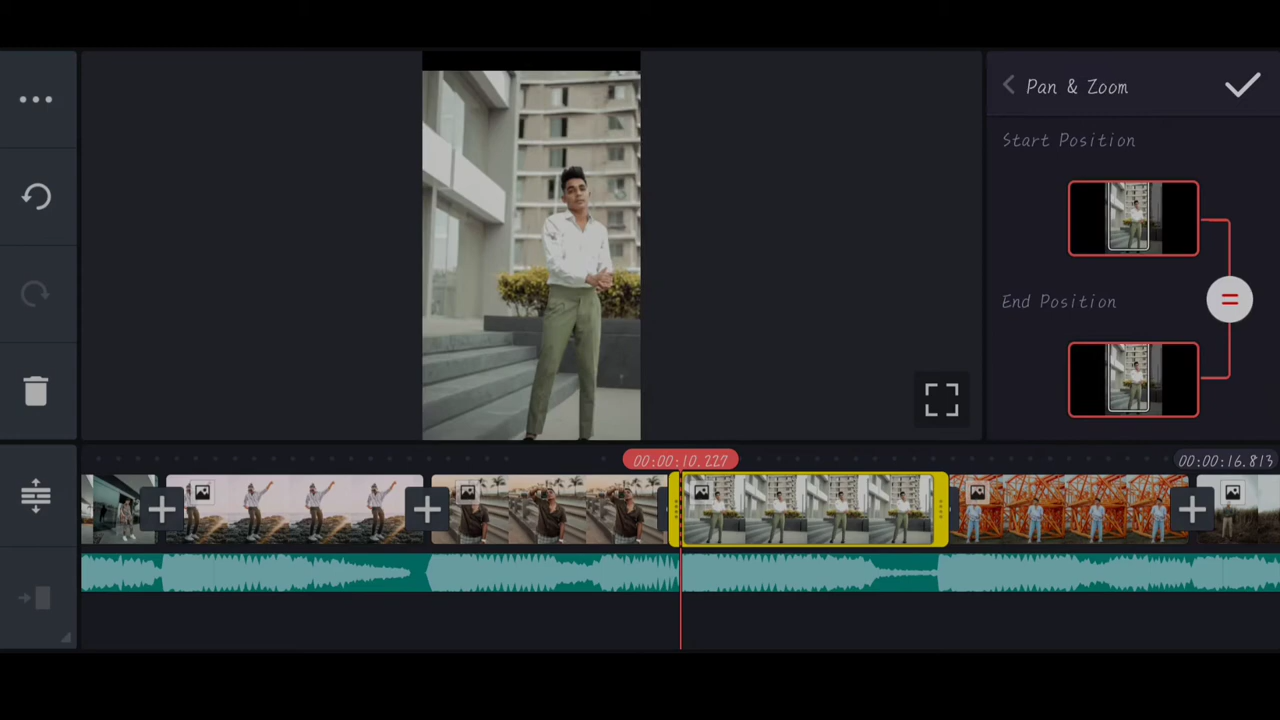 Pan & Zoom
Start Position
End Position
00:00:10.227
00:00:16.813